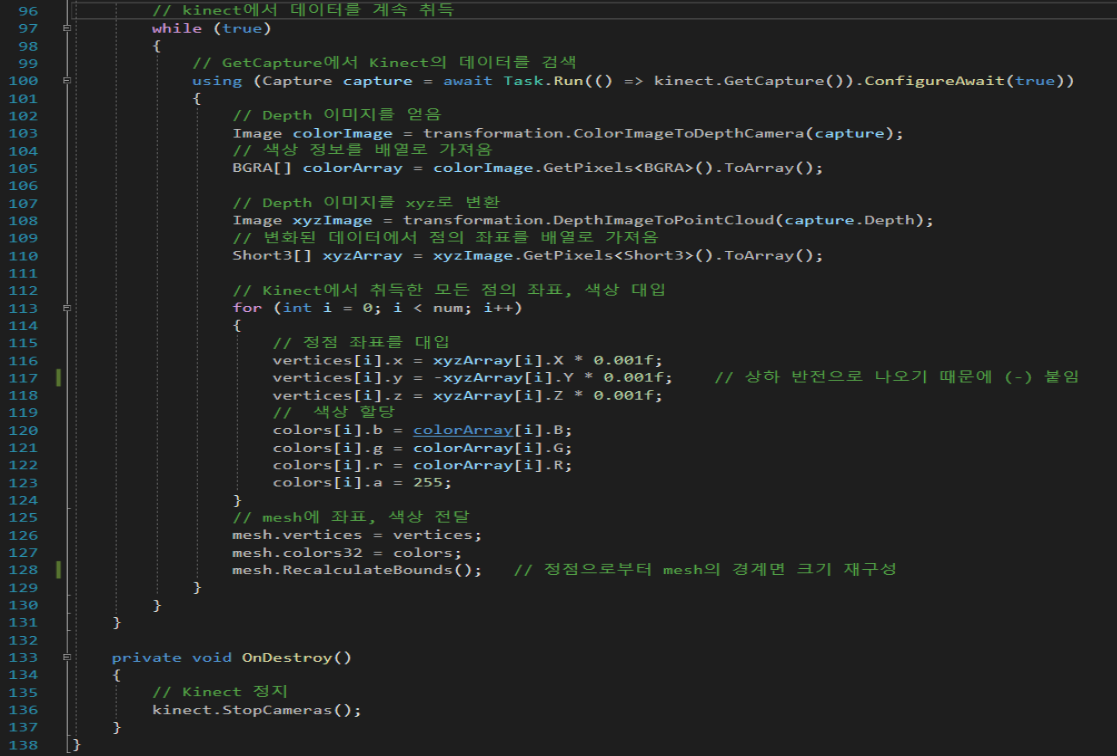 96 // kinect에서 데이터를 계속 취득
97 while (true)
98 {
99 // GetCapture에서 Kinect의 데이터를 검색
100 using (Capture capture = await Task.Run(() => kinect.GetCapture()).ConfigureAwait(true))
101 {
102 // Depth 이미지를 얻음
103 Image colorImage = transformation.ColorImageToDepthCamera(capture);
104 // 색상 정보를 배열로 가져옴
105 BGRA[] colorArray = colorImage.GetPixels<BGRA>().ToArray();
106
107 // Depth 이미지를 xyz로 변환
108 Image xyzImage = transformation.DepthImageToPointCloud(capture.Depth);
109 // 변화된 데이터에서 점의 좌표를 배열로 가져옴
110 Short3[] xyzArray = xyzImage.GetPixels<Short3>().ToArray();
111
112 // Kinect에서 취득한 모든 점의 좌표, 색상 대입
113 for (int i = 0; i < num; i++)
114 {
115 // 정점 좌표를 대입
116 vertices[i].x = xyzArray[i].X * 0.001f;
117 vertices[i].y = -xyzArray[i].Y * 0.001f; // 상하 반전으로 나오기 때문에 (-) 붙임
118 vertices[i].z = xyzArray[i].Z * 0.001f;
119 // 색상 할당
120 colors[i].b = colorArray[i].B;
121 colors[i].g = colorArray[i].G;
122 colors[i].r = colorArray[i].R;
123 colors[i].a = 255;
124 }
125 // mesh에 좌표, 색상 전달
126 mesh.vertices = vertices;
127 mesh.colors32 = colors;
128 mesh.RecalculateBounds(); // 정점으로부터 mesh의 경계면 크기 재구성
129 }
130 }
131 }
132
133 private void OnDestroy()
134 {
135 // Kinect 정지
136 kinect.StopCameras();
137 }
138 }